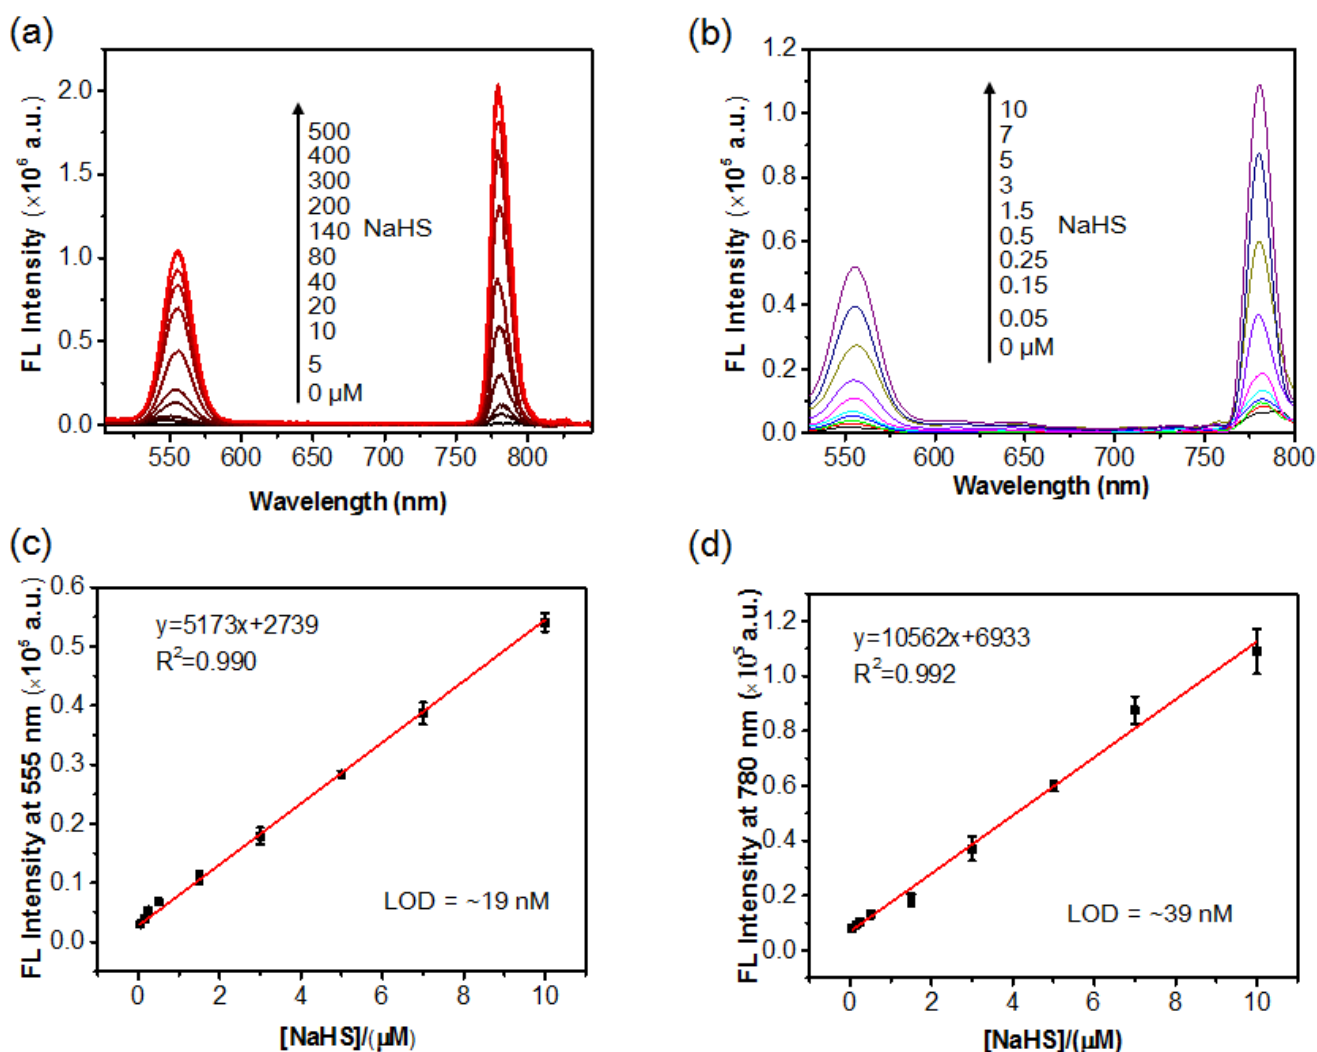 (a)
FL Intensity (×10⁶ a.u.)
2.0
1.5
1.0
0.5
0.0
500
400
300
200
140
80
40
20
10
5
0 µM
NaHS
550 600 650 700 750 800
Wavelength (nm)
(b)
FL Intensity (×10⁵ a.u.)
1.2
1.0
0.8
0.6
0.4
0.2
0.0
10
7
5
3
1.5
0.5
0.25
0.15
0.05
0 µM
NaHS
550 600 650 700 750 800
Wavelength (nm)
(c)
FL Intensity at 555 nm (×10⁵ a.u.)
0.6
0.5
0.4
0.3
0.2
0.1
0.0
y=5173x+2739
R²=0.990
LOD = ~19 nM
0 2 4 6 8 10
[NaHS]/(µM)
(d)
FL Intensity at 780 nm (×10⁵ a.u.)
1.2
1.0
0.8
0.6
0.4
0.2
0.0
y=10562x+6933
R²=0.992
LOD = ~39 nM
0 2 4 6 8 10
[NaHS]/(µM)